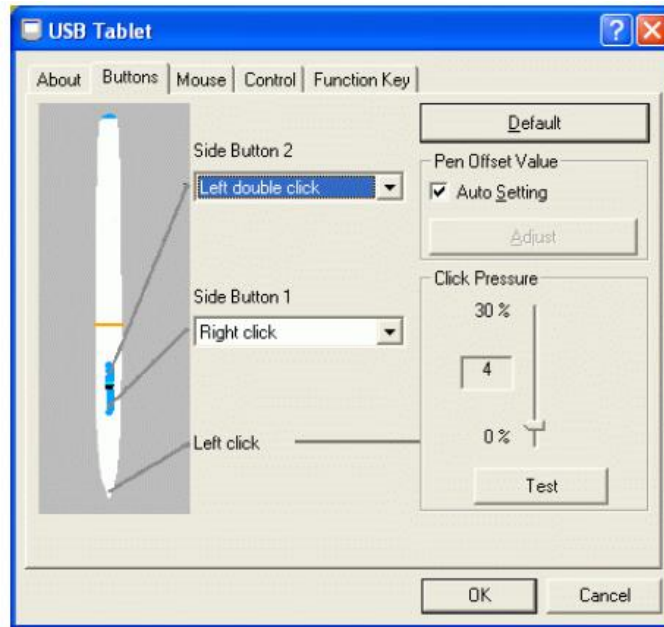 USB Tablet
About Buttons Mouse Control Function Key
Side Button 2
Left double click
Side Button 1
Right click
Left click
Default
Pen Offset Value
Auto Setting
Adjust
Click Pressure
30 %
4
0 %
Test
OK Cancel